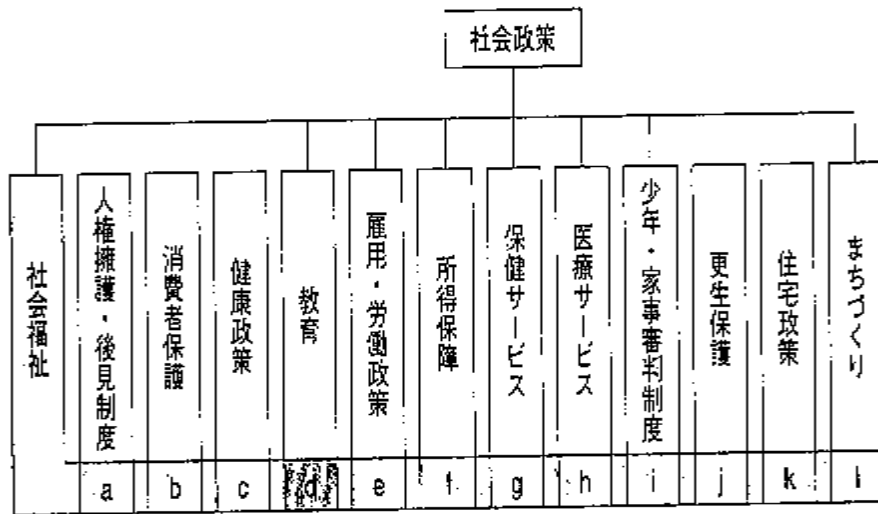 社会政策
社会福祉
人権擁護・後見制度
消費者保護
健康政策
教育
雇用・労働政策
所得保障
保健サービス
医療サービス
少年・家事審判制度
更生保護
住宅政策
まちづくり
a
b
c
d
e
f
g
h
i
j
k
l